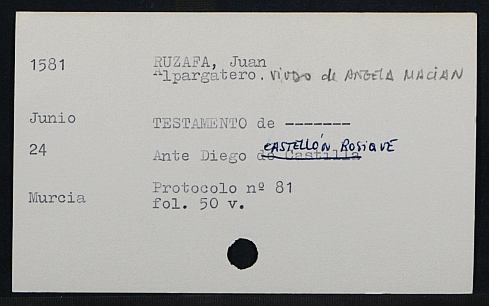 1581 RUZAFA, Juan
Alpargatero. VIUDO de ANGELA MACIAN
Junio TESTAMENTO de -------
CASTELLÓN ROSIQUE
24 Ante Diego de Castilla
Protocolo nº 81
Murcia fol. 50 v.